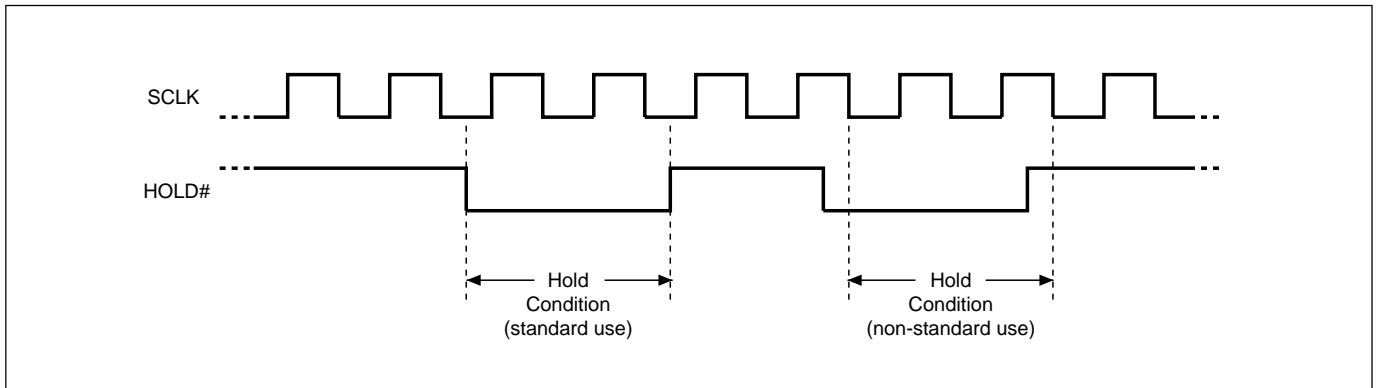 SCLK
HOLD#
Hold
Condition
(standard use)
Hold
Condition
(non-standard use)